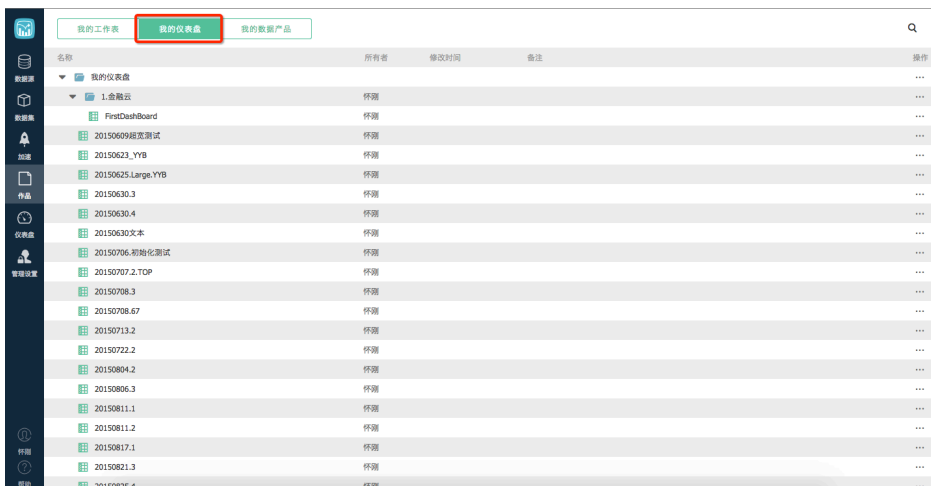 我的工作表 我的仪表盘 我的数据产品
名称 所有者 修改时间 备注 操作
数据源
数据集
加速
作品
仪表盘
管理设置
怀刚
帮助
我的仪表盘 ...
1.金融云 怀刚 ...
FirstDashBoard 怀刚 ...
20150609超宽测试 怀刚 ...
20150623_YYB 怀刚 ...
20150625.Large.YYB 怀刚 ...
20150630.3 怀刚 ...
20150630.4 怀刚 ...
20150630文本 怀刚 ...
20150706.初始化测试 怀刚 ...
20150707.2.TOP 怀刚 ...
20150708.3 怀刚 ...
20150708.67 怀刚 ...
20150713.2 怀刚 ...
20150722.2 怀刚 ...
20150804.2 怀刚 ...
20150806.3 怀刚 ...
20150811.1 怀刚 ...
20150811.2 怀刚 ...
20150817.1 怀刚 ...
20150821.3 怀刚 ...